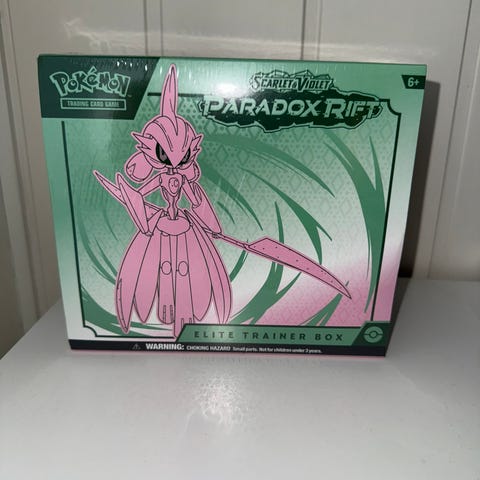 POKéMON
TRADING CARD GAME
SCARLET & VIOLET
PARADOX RIFT
6+
ELITE TRAINER BOX
WARNING: CHOKING HAZARD Small parts. Not for children under 3 years.